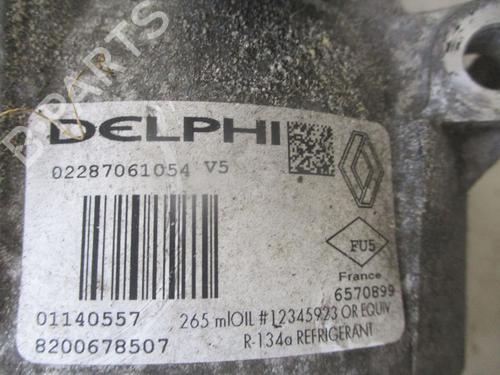 B-PARTS
DELPHI
02287061054 V5
FU5
France
6570899
01140557
265 mlOIL #12345923 OR EQUIV
8200678507
R-134a REFRIGERANT